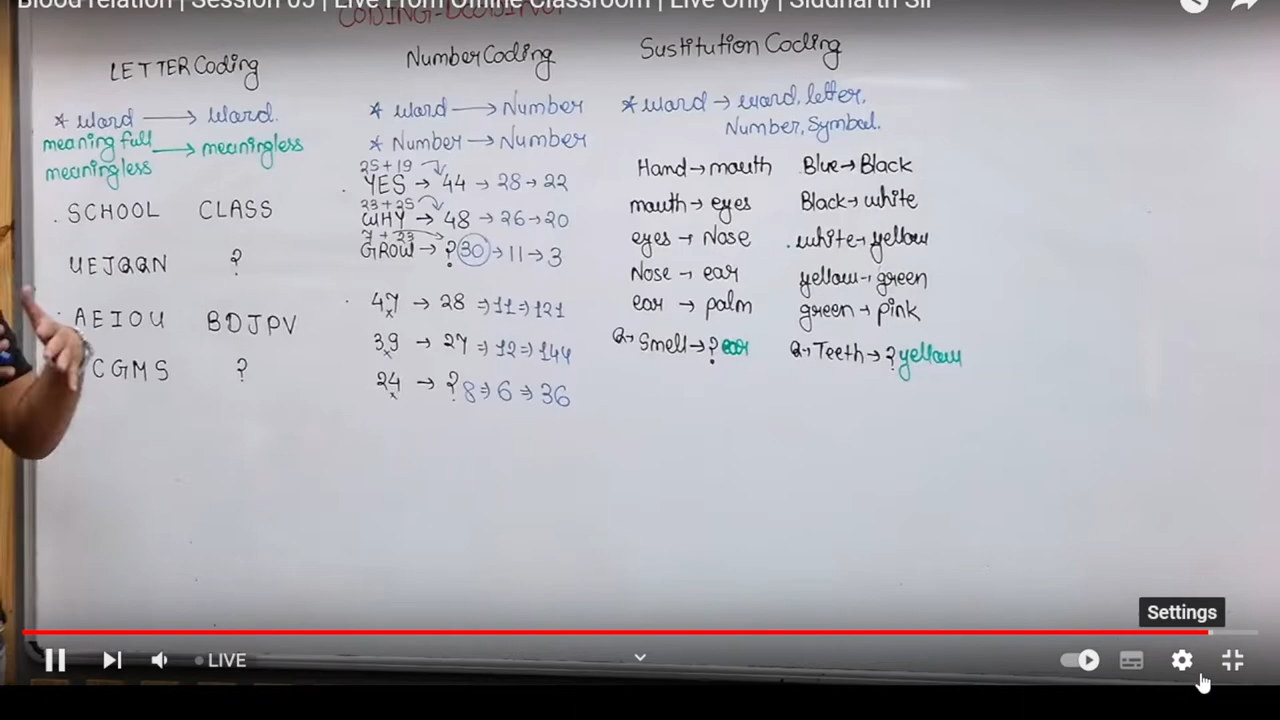 Blood relation | Session 05 | Live From Offline Classroom | Live Only | Siddharth Sir
LETTER Coding
* Word → Word.
meaning full → meaningless
meaningless
SCHOOL CLASS
UEJQQN ?
AEIOU BDJPV
CGMS ?
Number Coding
* Word → Number
* Number → Number
25+19
YES → 44 → 28 → 22
23+25
WHY → 48 → 26 → 20
7+23
GROW → ? 30 → 11 → 3
47 → 28 ⇒ 11 ⇒ 121
x
39 → 27 ⇒ 12 ⇒ 144
x
24 → ? 8 ⇒ 6 ⇒ 36
x
Sustitution Coding
* Word → word, letter,
Number, Symbol.
Hand → mouth Blue → Black
mouth → eyes Black → white
eyes → Nose white → yellow
Nose → ear yellow → green
ear → palm green → pink
Q→ Smell → ? ear Q→ Teeth → ? yellow
Settings
LIVE